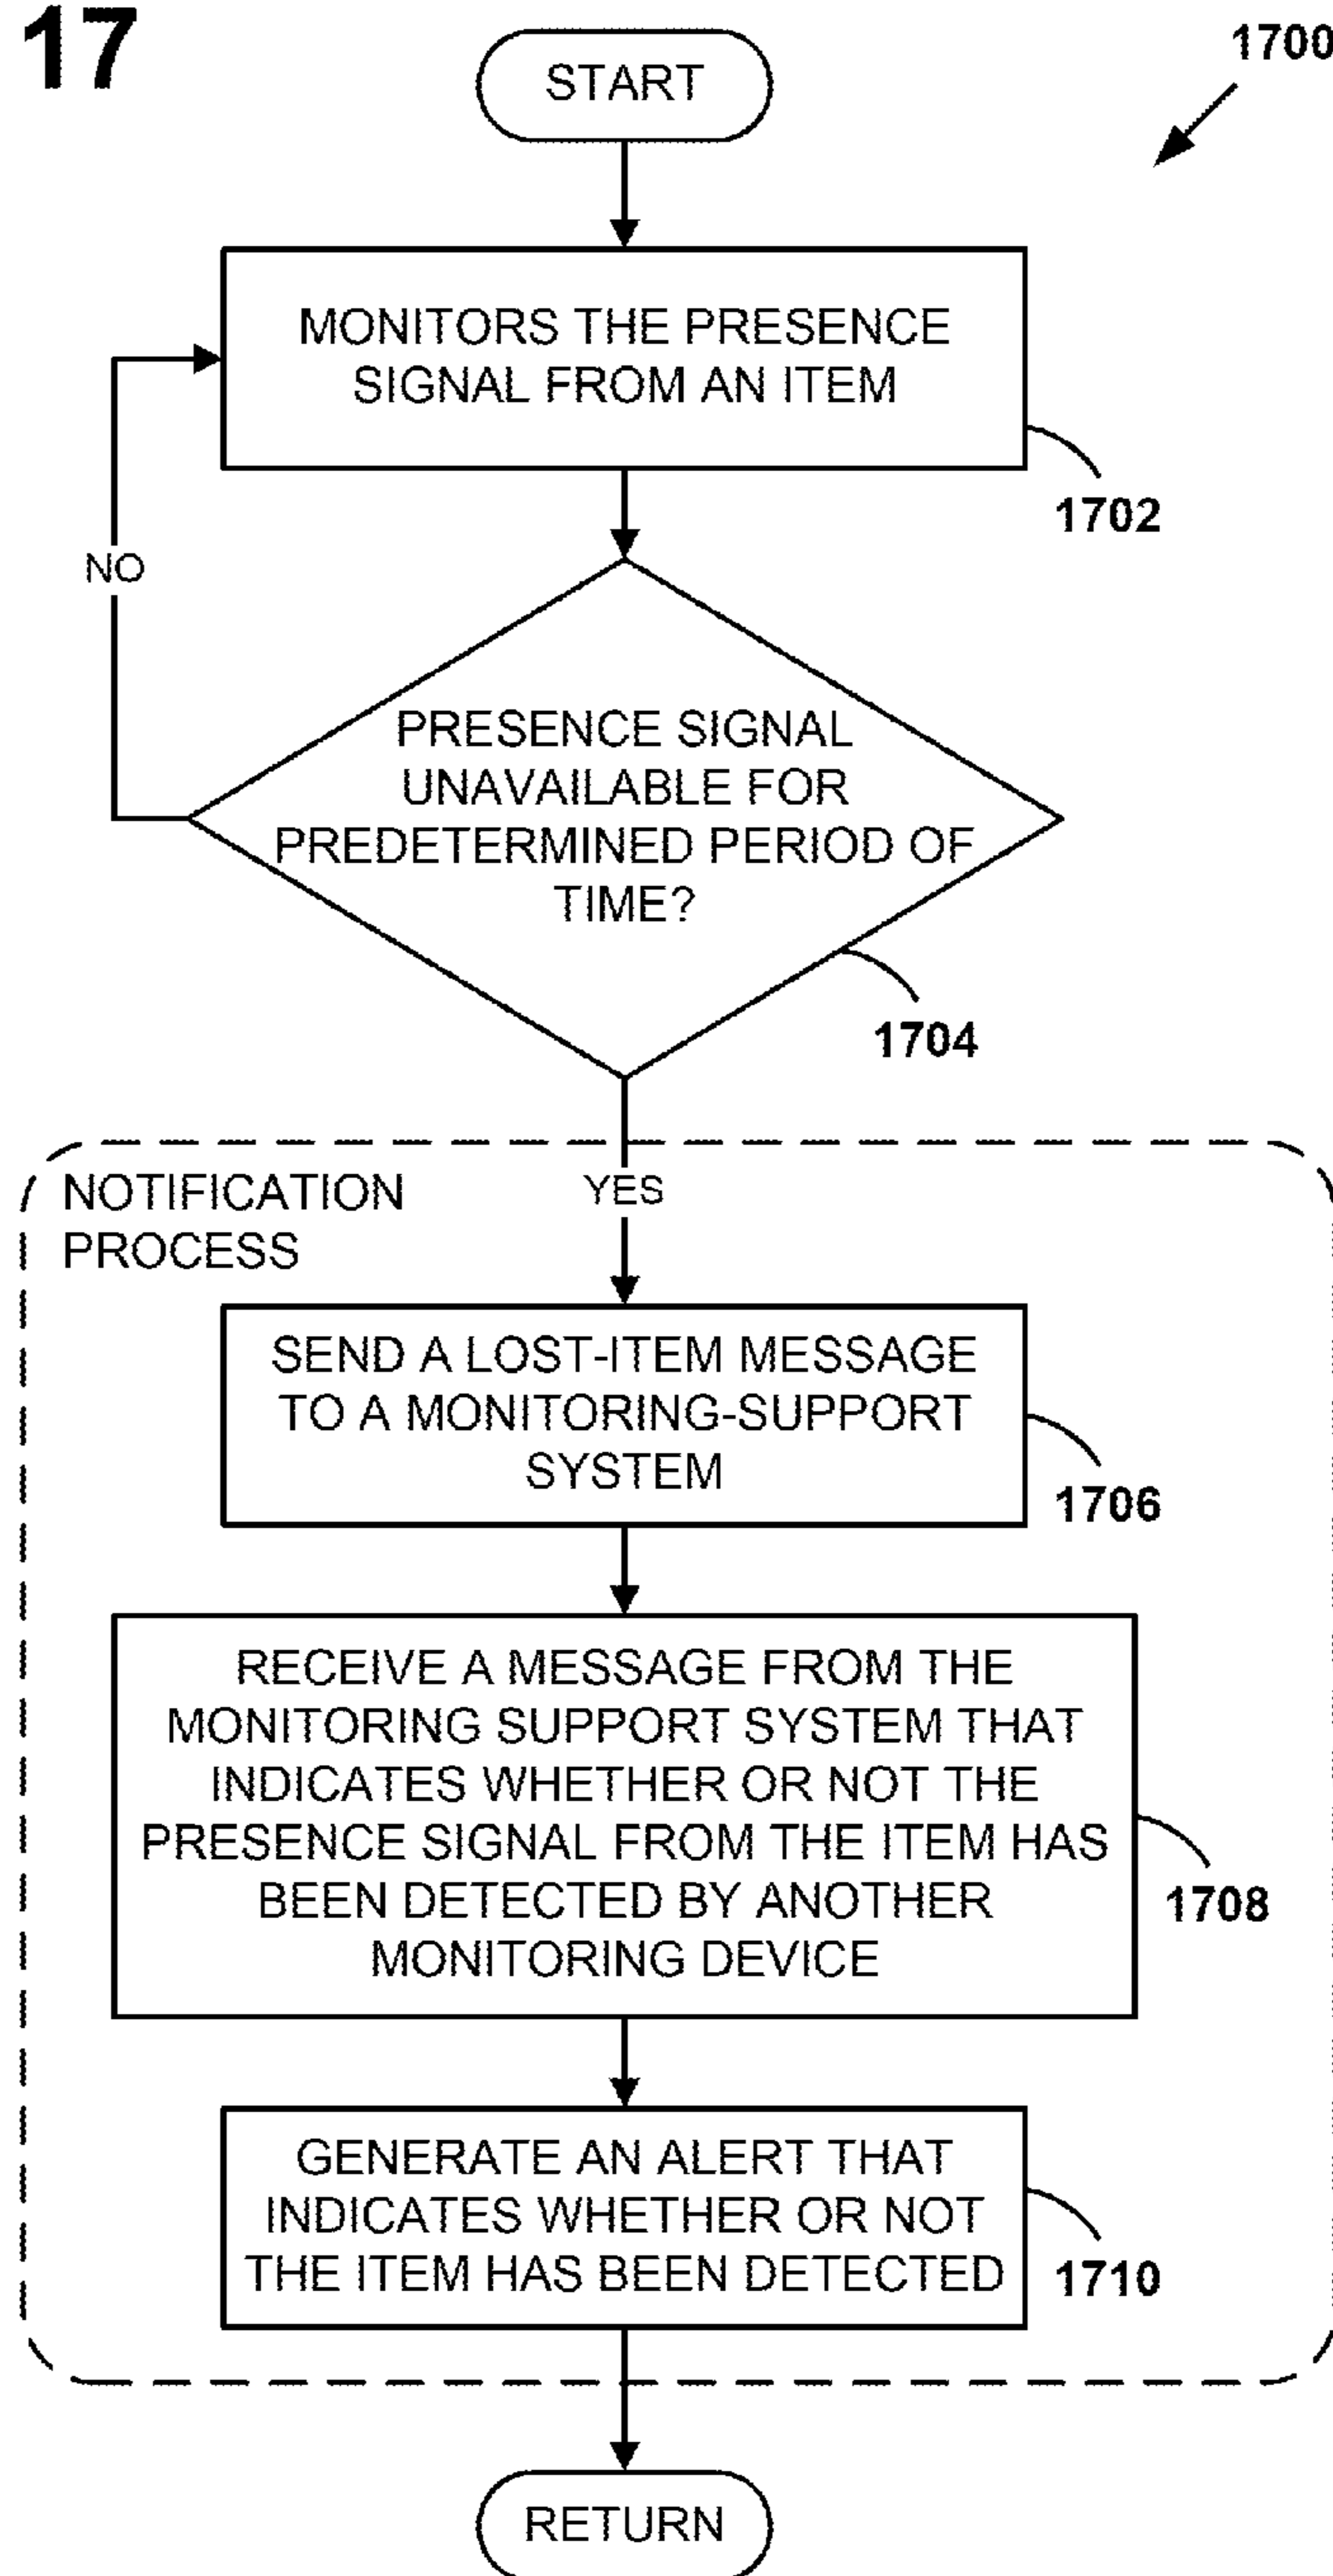 17
1700
START
MONITORS THE PRESENCE
SIGNAL FROM AN ITEM
1702
NO
PRESENCE SIGNAL
UNAVAILABLE FOR
PREDETERMINED PERIOD OF
TIME?
1704
NOTIFICATION
PROCESS
YES
SEND A LOST-ITEM MESSAGE
TO A MONITORING-SUPPORT
SYSTEM
1706
RECEIVE A MESSAGE FROM THE
MONITORING SUPPORT SYSTEM THAT
INDICATES WHETHER OR NOT THE
PRESENCE SIGNAL FROM THE ITEM HAS
BEEN DETECTED BY ANOTHER
MONITORING DEVICE
1708
GENERATE AN ALERT THAT
INDICATES WHETHER OR NOT
THE ITEM HAS BEEN DETECTED
1710
RETURN